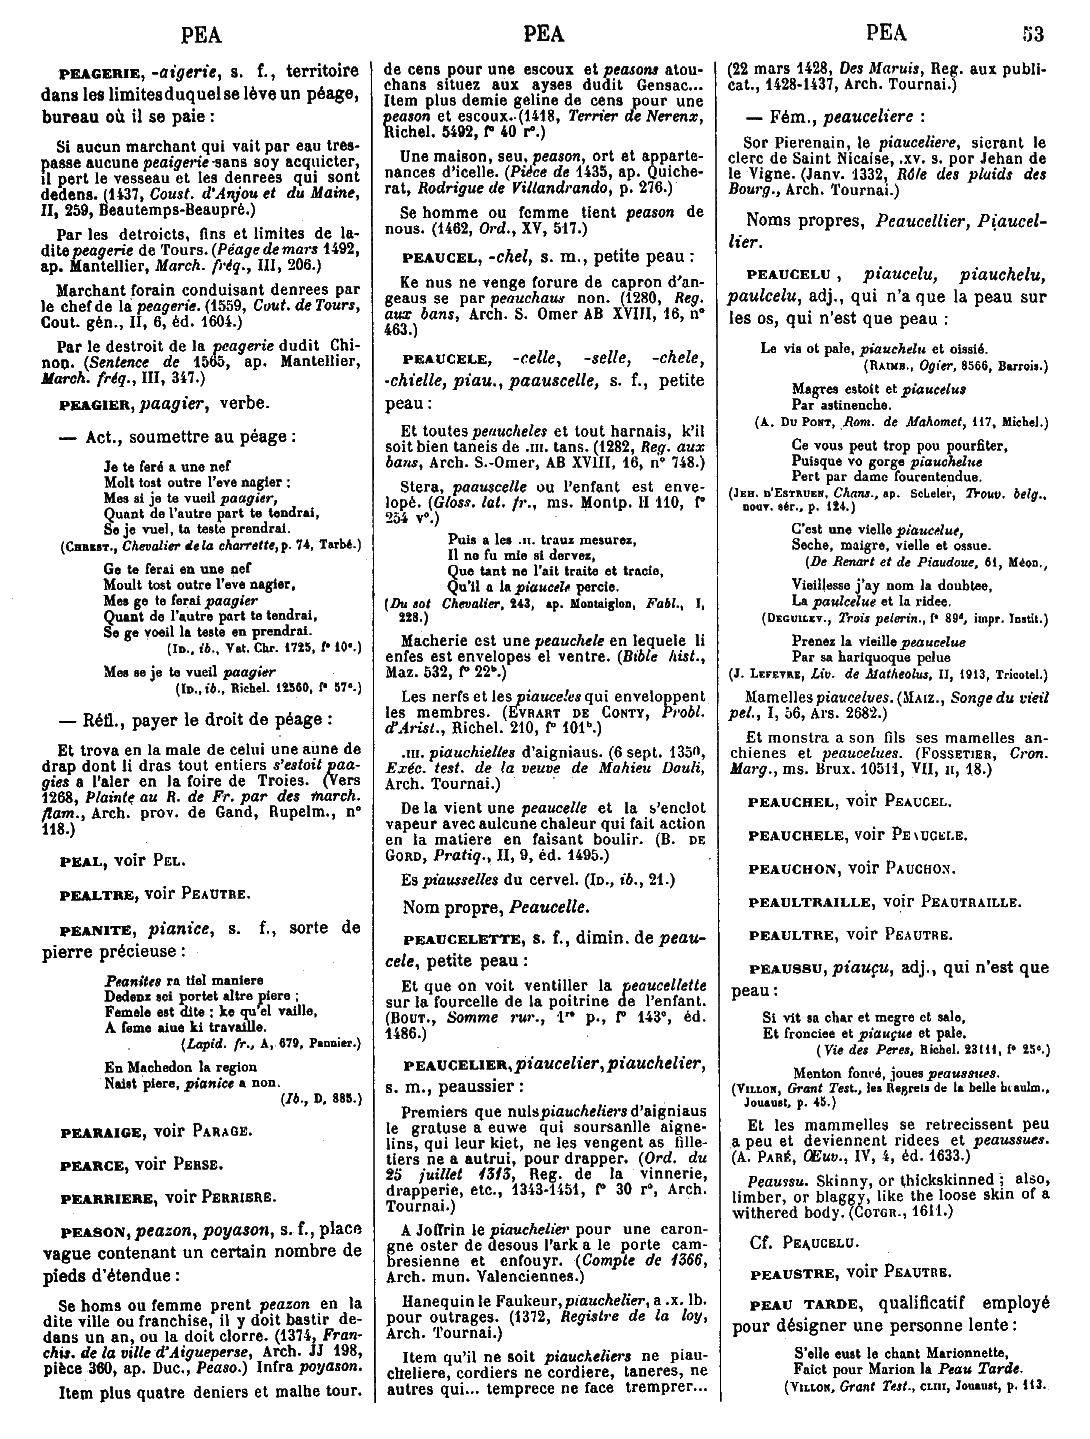 PEA PEA PEA 53
PEAGERIE, -aigerie, s. f., territoire
dans les limites duquel se lève un péage,
bureau où il se paie :
Si aucun marchant qui vait par eau tres-
passe aucune peaigerie sans soy acquicter,
il pert le vesseau et les denrees qui sont
dedens. (1437, Coust. d'Anjou et du Maine,
II, 259, Beautemps-Beaupré.)
Par les detroicts, fins et limites de la-
dite peagerie de Tours. (Péage de mars 1492,
ap. Mantellier, March. fréq., III, 206.)
Marchant forain conduisant denrees par
le chef de la peagerie. (1559, Cout. de Tours,
Cout. gén., II, 6, éd. 1604.)
Par le destroit de la peagerie dudit Chi-
non. (Sentence de 1565, ap. Mantellier,
March. fréq., III, 347.)
PEAGIER, paagier, verbe.
— Act., soumettre au péage :
Je te feré a une nef
Molt tost outre l'eve nagier :
Mes si je te vueil paagier,
Quant de l'autre part te tendrai,
Se je vuel, ta teste prendrai.
(Chrest., Chevalier de la charrette, p. 74, Tarbé.)
Ge te ferai en une nef
Moult tost outre l'eve nagier,
Mes ge te ferai paagier
Quant de l'autre part te tendrai,
Se ge voeil la teste en prendrai.
(Id., ib., Vat. Chr. 1725, f° 10ᵃ.)
Mes se je te vueil paagier
(Id., ib., Richel. 12560, f° 57ᵃ.)
— Réfl., payer le droit de péage :
Et trova en la male de celui une aune de
drap dont li dras tout entiers s'estoit paa-
gies a l'aler en la foire de Troies. (Vers
1268, Plainte au R. de Fr. par des march.
flam., Arch. prov. de Gand, Rupelm., n°
118.)
PEAL, voir Pel.
PEALTRE, voir Peautre.
PEANITE, pianice, s. f., sorte de
pierre précieuse :
Peanites ra tiel maniere
Dedenz sei portet altre piere ;
Femele est dite : ke qu'el vaille,
A feme aiue ki travaille.
(Lapid. fr., A, 679, Pannier.)
En Machedon la region
Naist piere, pianice a non.
(Ib., D, 885.)
PEARAIGE, voir Parage.
PEARCE, voir Perse.
PEARRIERE, voir Perriere.
PEASON, peazon, poyason, s. f., place
vague contenant un certain nombre de
pieds d'étendue :
Se homs ou femme prent peazon en la
dite ville ou franchise, il y doit bastir de-
dans un an, ou la doit clorre. (1374, Fran-
chis. de la ville d'Aigueperse, Arch. JJ 198,
pièce 360, ap. Duc., Peaso.) Infra poyason.
Item plus quatre deniers et malhe tour.
de cens pour une escoux et peasons atou-
chans situez aux ayses dudit Gensac...
Item plus demie geline de cens pour une
peason et escoux. (1418, Terrier de Nerenx,
Richel. 5492, f° 40 r°.)
Une maison, seu, peason, ort et apparte-
nances d'icelle. (Pièce de 1435, ap. Quiche-
rat, Rodrigue de Villandrando, p. 276.)
Se homme ou femme tient peason de
nous. (1462, Ord., XV, 517.)
PEAUCEL, -chel, s. m., petite peau :
Ke nus ne venge forure de capron d'an-
geaus se par peauchaus non. (1280, Reg.
aux bans, Arch. S. Omer AB XVIII, 16, n°
463.)
PEAUCELE, -celle, -selle, -chele,
-chielle, piau., paauscelle, s. f., petite
peau :
Et toutes peaucheles et tout harnais, k'il
soit bien taneis de .III. tans. (1282, Reg. aux
bans, Arch. S.-Omer, AB XVIII, 16, n° 748.)
Stera, paauscelle ou l'enfant est enve-
lopé. (Gloss. lat. fr., ms. Montp. H 110, f°
254 v°.)
Puis a les .II. trauz mesurez,
Il ne fu mie si dervez,
Que tant ne l'ait traite et tracie,
Qu'il a la piaucele percie.
(Du sot Chevalier, 243, ap. Montaiglon, Fabl., I,
228.)
Macherie est une peauchele en lequele li
enfes est envelopes el ventre. (Bible hist.,
Maz. 532, f° 22ᵇ.)
Les nerfs et les piauceles qui enveloppent
les membres. (Evrart de Conty, Probl.
d'Arist., Richel. 210, f° 101ᵇ.)
.III. piauchielles d'aigniaus. (6 sept. 1350,
Exéc. test. de la veuve de Mahieu Dauli,
Arch. Tournai.)
De la vient une peaucelle et la s'enclot
vapeur avec aulcune chaleur qui fait action
en la matiere en faisant boulir. (B. de
Gord, Pratiq., II, 9, éd. 1495.)
Es piausselles du cervel. (Id., ib., 21.)
Nom propre, Peaucelle.
PEAUCELETTE, s. f., dimin. de peau-
cele, petite peau :
Et que on voit ventiller la peaucellette
sur la fourcelle de la poitrine de l'enfant.
(Bout., Somme rur., 1ʳᵉ p., f° 143ᵉ, éd.
1486.)
PEAUCELIER, piaucelier, piauchelier,
s. m., peaussier :
Premiers que nuls piaucheliers d'aigniaus
le gratuse a euwe qui soursanlle aigne-
lins, qui leur kiet, ne les vengent as fille-
tiers ne a autrui, pour drapper. (Ord. du
25 juillet 1313, Reg. de la vinnerie,
drapperie, etc., 1343-1451, f° 30 r°, Arch.
Tournai.)
A Joffrin le piauchelier pour une caron-
gne oster de desous l'ark a le porte cam-
bresienne et enfouyr. (Compte de 1366,
Arch. mun. Valenciennes.)
Hanequin le Faukeur, piauchelier, a .x. lb.
pour outrages. (1372, Registre de la loy,
Arch. Tournai.)
Item qu'il ne soit piaucheliers ne piau-
cheliere, cordiers ne cordiere, taneres, ne
autres qui... temprece ne face tremprer...
(22 mars 1428, Des Maruis, Reg. aux publi-
cat., 1428-1437, Arch. Tournai.)
— Fém., peauceliere :
Sor Pierenain, le piauceliere, sierant le
clerc de Saint Nicaise, .xv. s. por Jehan de
le Vigne. (Janv. 1332, Rôle des pluids des
Bourg., Arch. Tournai.)
Noms propres, Peaucellier, Piaucel-
lier.
PEAUCELU, piaucelu, piauchelu,
paulcelu, adj., qui n'a que la peau sur
les os, qui n'est que peau :
Le vis ot pale, piauchelu et oissié.
(Raimb., Ogier, 8566, Barrois.)
Magres estoit et piaucelus
Par astinenche.
(A. Du Pont, Rom. de Mahomet, 117, Michel.)
Ce vous peut trop pou pourfiter,
Puisque vo gorge piauchelue
Pert par dame fourentendue.
(Jeh. d'Estruen, Chans., ap. Scheler, Trouv. belg.,
nouv. sér., p. 124.)
C'est une vielle piaucelue,
Seche, maigre, vielle et ossue.
(De Renart et de Piaudoue, 61, Méon.,
Vieillesse j'ay nom la doubtee,
La paulcelue et la ridee.
(Deguilev., Trois pelerin., f° 89ᵈ, impr. Instit.)
Prenez la vieille peaucelue
Par sa hariquoque pelue
(J. Lefevre, Liv. de Matheolus, II, 1913, Tricotel.)
Mamelles piaucelues. (Maiz., Songe du vieil
pel., I, 56, Ars. 2682.)
Et monstra a son fils ses mamelles an-
chienes et peaucelues. (Fossetier, Cron.
Marg., ms. Brux. 10511, VII, II, 18.)
PEAUCHEL, voir Peaucel.
PEAUCHELE, voir Peaucele.
PEAUCHON, voir Pauchon.
PEAULTRAILLE, voir Peautraille.
PEAULTRE, voir Peautre.
PEAUSSU, piauçu, adj., qui n'est que
peau :
Si vit sa char et megre et sale,
Et fronciee et piauçue et pale.
(Vie des Peres, Richel. 23111, f° 25ᵉ.)
Menton foncé, joues peaussues.
(Villon, Grant Test., les Regrets de la belle heaulm.,
Jouaust, p. 45.)
Et les mammelles se retrecissent peu
a peu et deviennent ridees et peaussues.
(A. Paré, Œuv., IV, 4, éd. 1633.)
Peaussu. Skinny, or thickskinned ; also,
limber, or blaggy, like the loose skin of a
withered body. (Cotgr., 1611.)
Cf. Peaucelu.
PEAUSTRE, voir Peautre.
PEAU TARDE, qualificatif employé
pour désigner une personne lente :
S'elle eust le chant Marionnette,
Faict pour Marion la Peau Tarde.
(Villon, Grant Test., CLIII, Jouaust, p. 113.